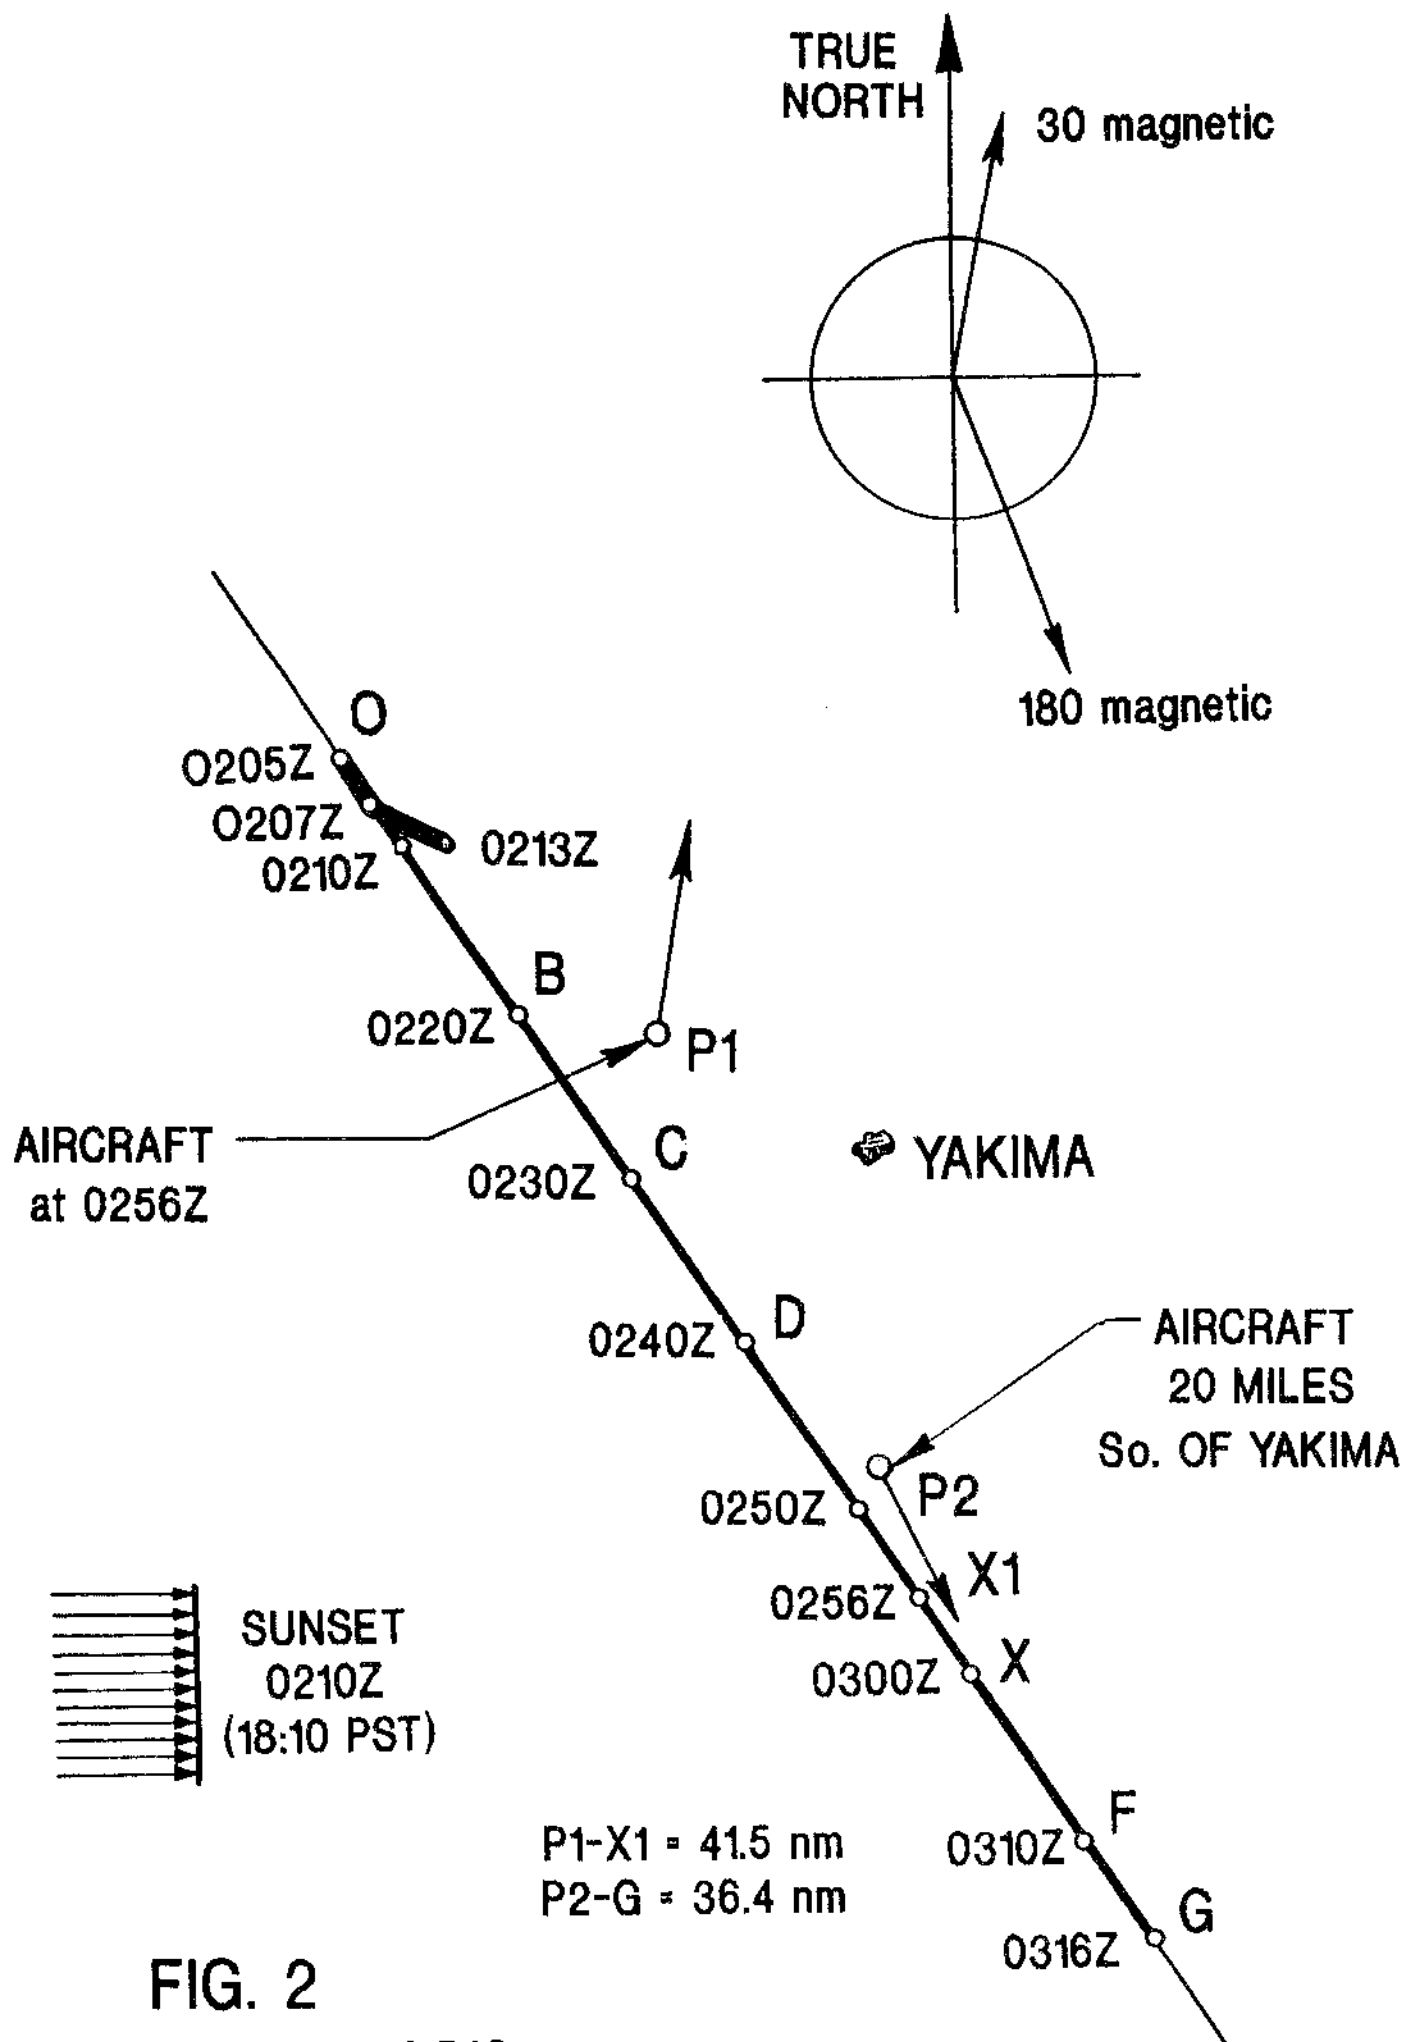 TRUE
NORTH
30 magnetic
180 magnetic
O
0205Z
0207Z
0210Z
0213Z
B
0220Z
P1
AIRCRAFT
at 0256Z
C
0230Z
YAKIMA
D
0240Z
AIRCRAFT
20 MILES
So. OF YAKIMA
P2
0250Z
X1
0256Z
X
0300Z
SUNSET
0210Z
(18:10 PST)
F
0310Z
P1-X1 = 41.5 nm
P2-G = 36.4 nm
G
0316Z
FIG. 2